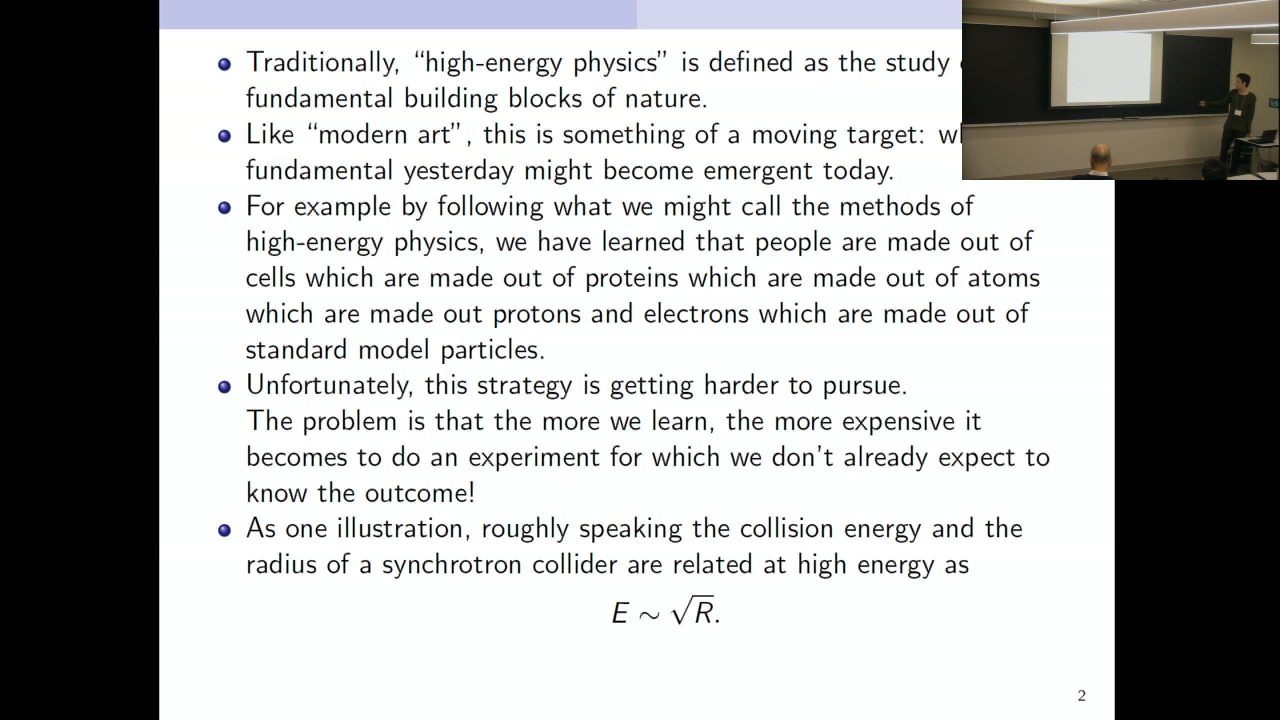 Traditionally, “high-energy physics” is defined as the study
fundamental building blocks of nature.
Like “modern art”, this is something of a moving target:
fundamental yesterday might become emergent today.
For example by following what we might call the methods of
high-energy physics, we have learned that people are made out of
cells which are made out of proteins which are made out of atoms
which are made out protons and electrons which are made out of
standard model particles.
Unfortunately, this strategy is getting harder to pursue.
The problem is that the more we learn, the more expensive it
becomes to do an experiment for which we don't already expect to
know the outcome!
As one illustration, roughly speaking the collision energy and the
radius of a synchrotron collider are related at high energy as
E ∼ √R.
2